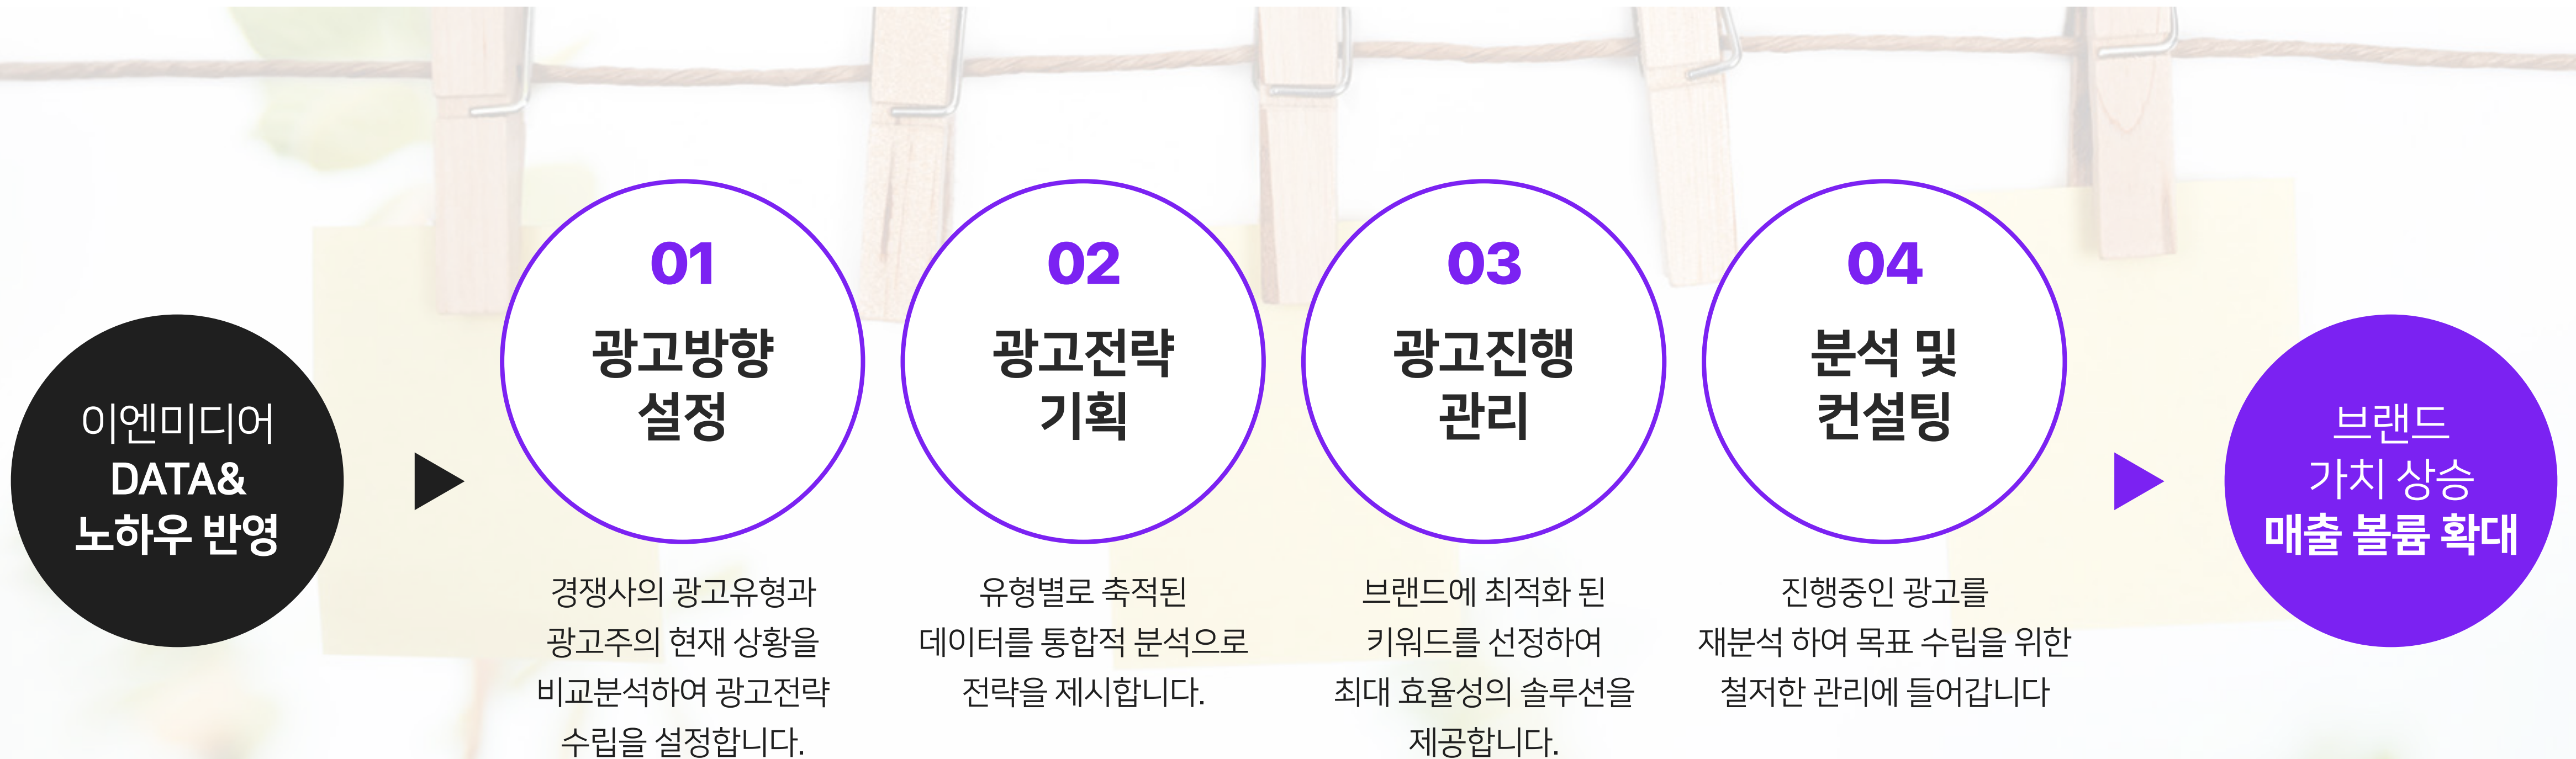 이엔미디어
DATA&
노하우 반영
01
광고방향
설정
경쟁사의 광고유형과
광고주의 현재 상황을
비교분석하여 광고전략
수립을 설정합니다.
02
광고전략
기획
유형별로 축적된
데이터를 통합적 분석으로
전략을 제시합니다.
03
광고진행
관리
브랜드에 최적화 된
키워드를 선정하여
최대 효율성의 솔루션을
제공합니다.
04
분석 및
컨설팅
진행중인 광고를
재분석 하여 목표 수립을 위한
철저한 관리에 들어갑니다
브랜드
가치 상승
매출 볼륨 확대